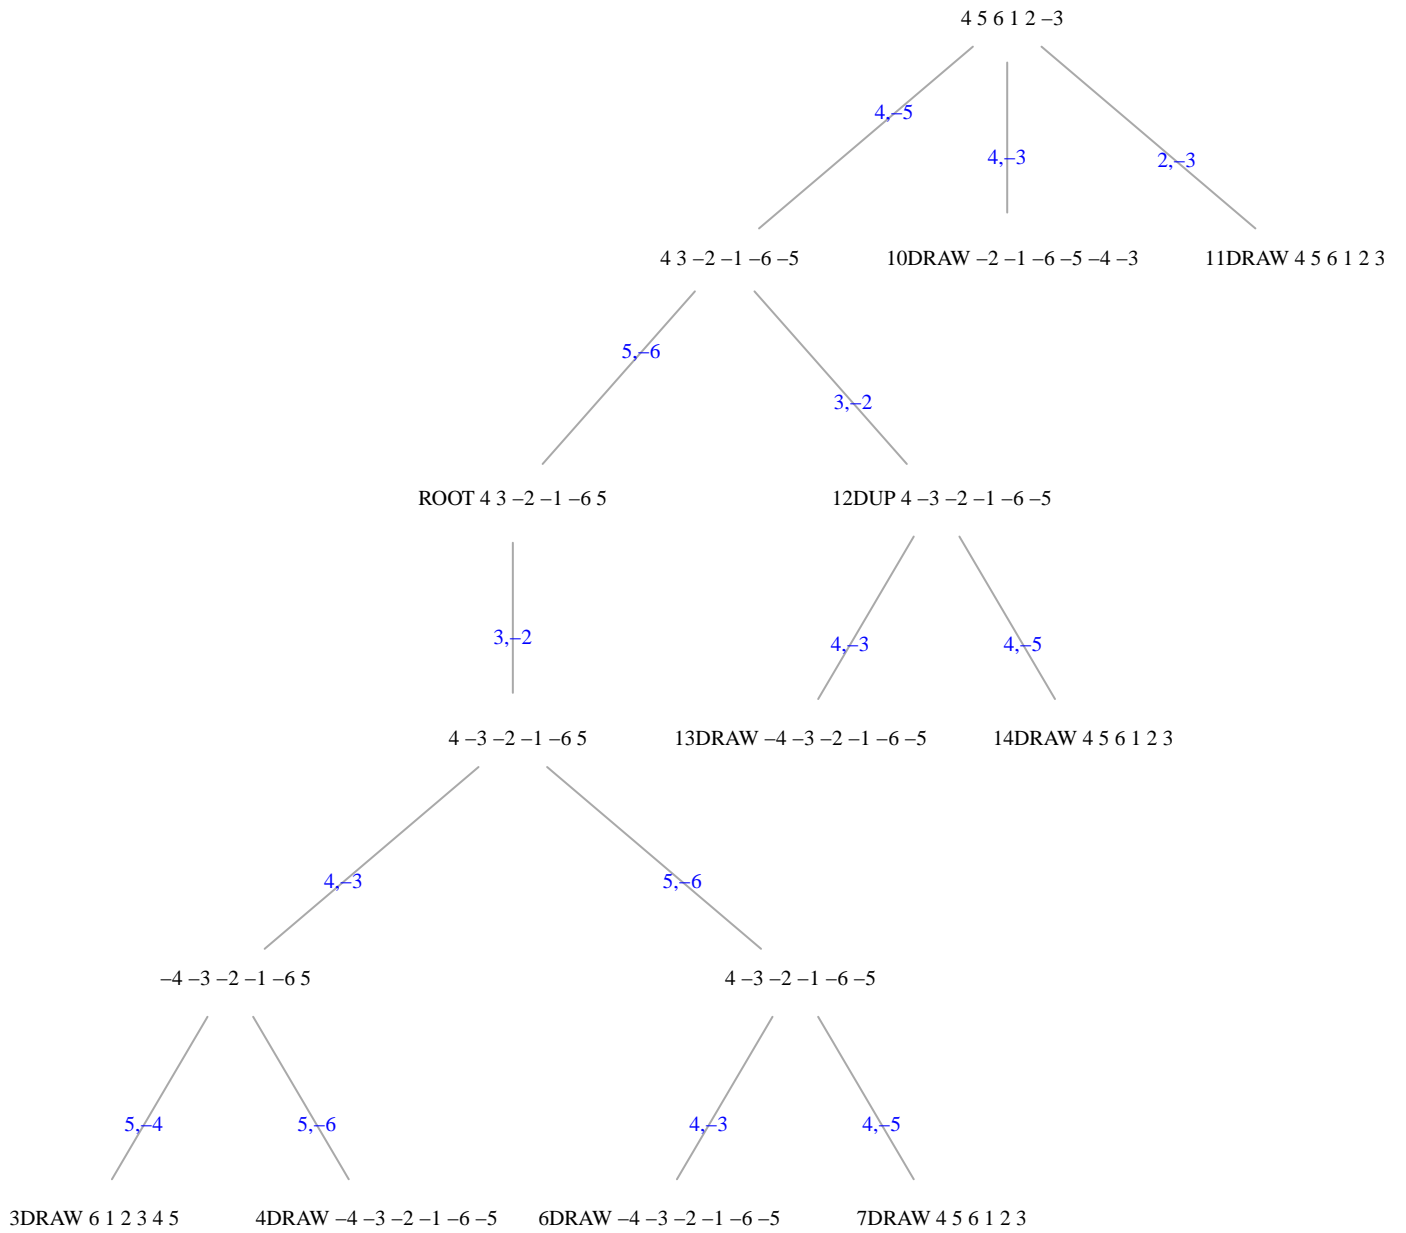 4 5 6 1 2 –3
4,–5
4,–3
2,–3
4 3 –2 –1 –6 –5
10DRAW –2 –1 –6 –5 –4 –3
11DRAW 4 5 6 1 2 3
5,–6
3,–2
ROOT 4 3 –2 –1 –6 5
12DUP 4 –3 –2 –1 –6 –5
3,–2
4,–3
4,–5
4 –3 –2 –1 –6 5
13DRAW –4 –3 –2 –1 –6 –5
14DRAW 4 5 6 1 2 3
4,–3
5,–6
–4 –3 –2 –1 –6 5
4 –3 –2 –1 –6 –5
5,–4
5,–6
4,–3
4,–5
3DRAW 6 1 2 3 4 5
4DRAW –4 –3 –2 –1 –6 –5
6DRAW –4 –3 –2 –1 –6 –5
7DRAW 4 5 6 1 2 3